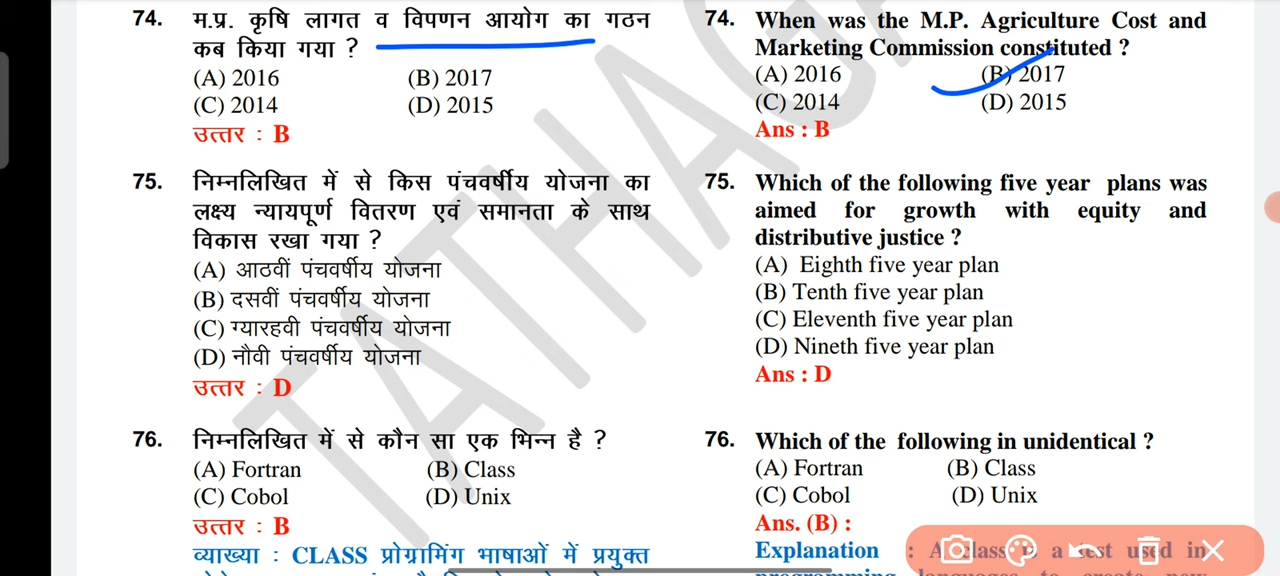 74. म.प्र. कृषि लागत व विपणन आयोग का गठन
कब किया गया ?
(A) 2016 (B) 2017
(C) 2014 (D) 2015
उत्तर : B
75. निम्नलिखित में से किस पंचवर्षीय योजना का
लक्ष्य न्यायपूर्ण वितरण एवं समानता के साथ
विकास रखा गया ?
(A) आठवीं पंचवर्षीय योजना
(B) दसवीं पंचवर्षीय योजना
(C) ग्यारहवी पंचवर्षीय योजना
(D) नौवी पंचवर्षीय योजना
उत्तर : D
76. निम्नलिखित में से कौन सा एक भिन्न है ?
(A) Fortran (B) Class
(C) Cobol (D) Unix
उत्तर : B
व्याख्या : CLASS प्रोग्रामिंग भाषाओं में प्रयुक्त
74. When was the M.P. Agriculture Cost and
Marketing Commission constituted ?
(A) 2016 (B) 2017
(C) 2014 (D) 2015
Ans : B
75. Which of the following five year plans was
aimed for growth with equity and
distributive justice ?
(A) Eighth five year plan
(B) Tenth five year plan
(C) Eleventh five year plan
(D) Nineth five year plan
Ans : D
76. Which of the following in unidentical ?
(A) Fortran (B) Class
(C) Cobol (D) Unix
Ans. (B) :
Explanation : A class a used in
TATHAGA